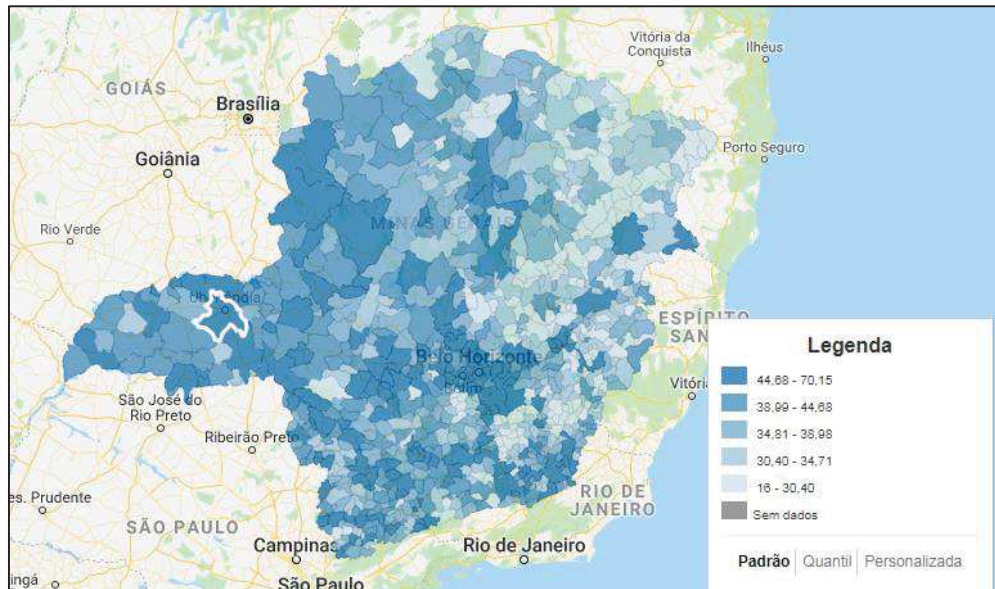 Vitória da
Conquista
Ilhéus
GOIÁS
Brasília
Porto Seguro
Goiânia
Rio Verde
MINAS GERAIS
Uberlândia
ESPÍRITO
SAN
Belo Horizonte
Betim
Vitória
São José do
Rio Preto
Ribeirão Preto
es. Prudente
RIO DE
JANEIRO
SÃO PAULO
Campinas
Rio de Janeiro
ingá
São Paulo
Legenda
44,68 - 70,15
38,99 - 44,68
34,81 - 38,98
30,40 - 34,71
16 - 30,40
Sem dados
Padrão | Quantil | Personalizada